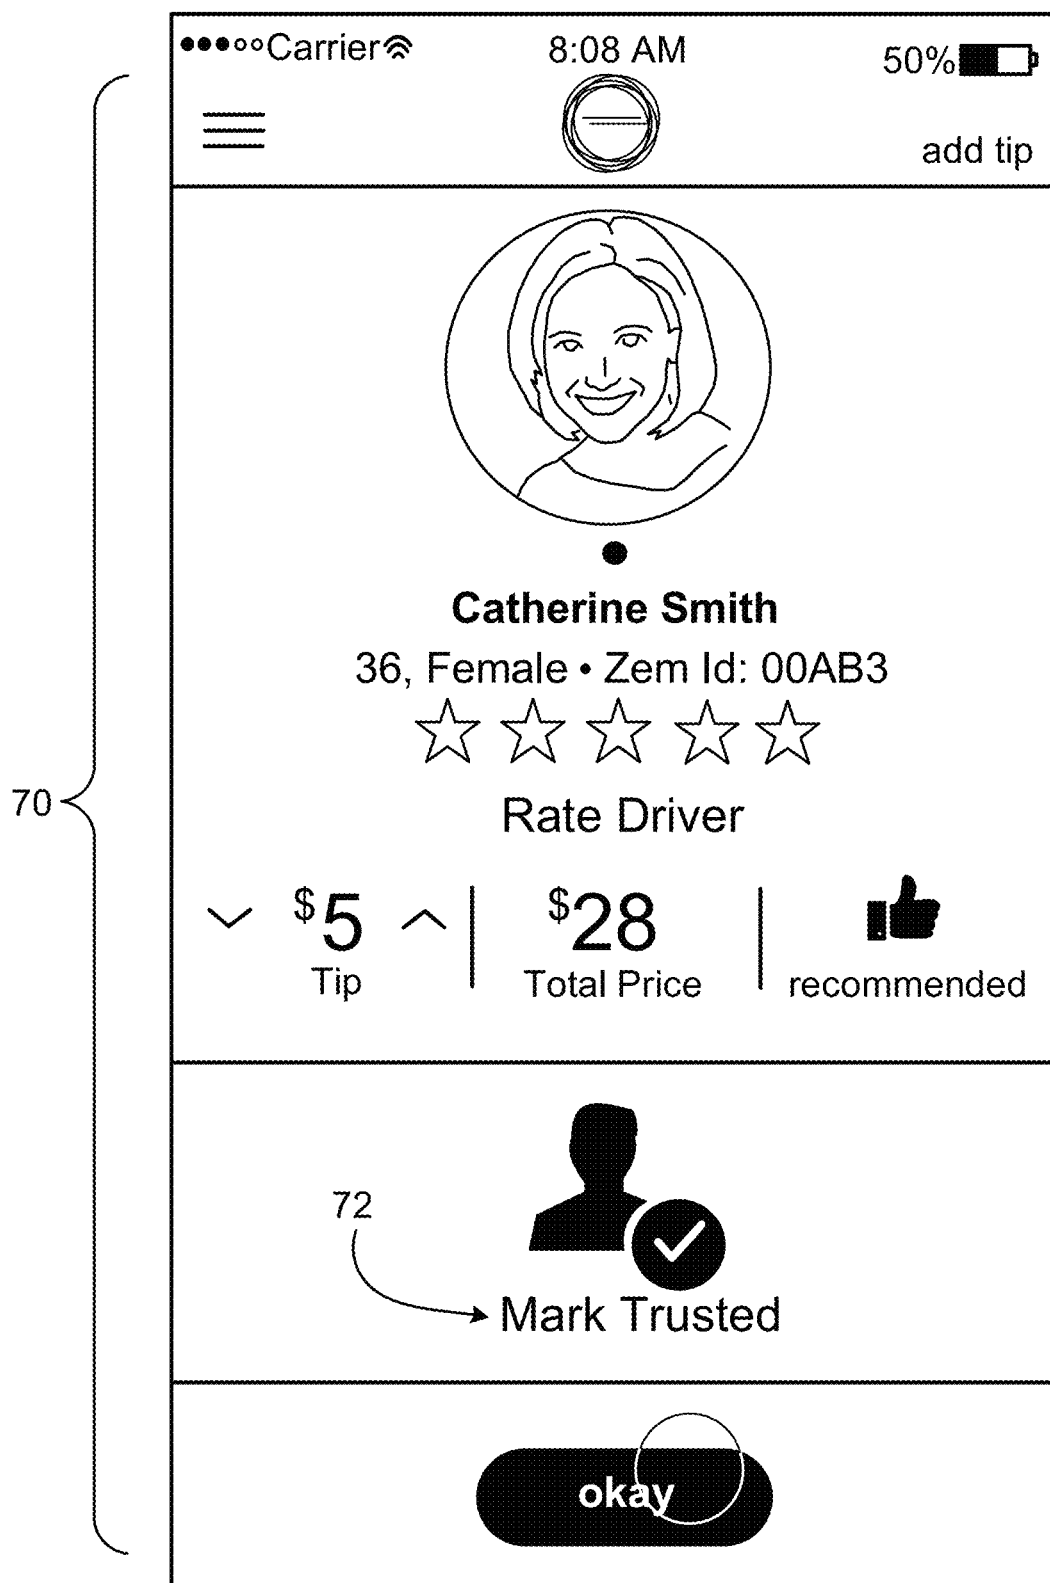 Carrier 8:08 AM 50%
add tip
Catherine Smith
36, Female • Zem Id: 00AB3
Rate Driver
70
$5 $28
Tip Total Price recommended
72
Mark Trusted
okay